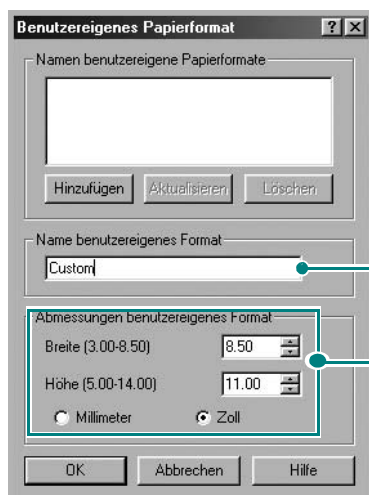 Benutzereigenes Papierformat
Namen benutzereigene Papierformate
Hinzufügen Aktualisieren Löschen
Name benutzereigenes Format
Custom
Abmessungen benutzereigenes Format
Breite (3.00-8.50) 8.50
Höhe (5.00-14.00) 11.00
Millimeter Zoll
OK Abbrechen Hilfe